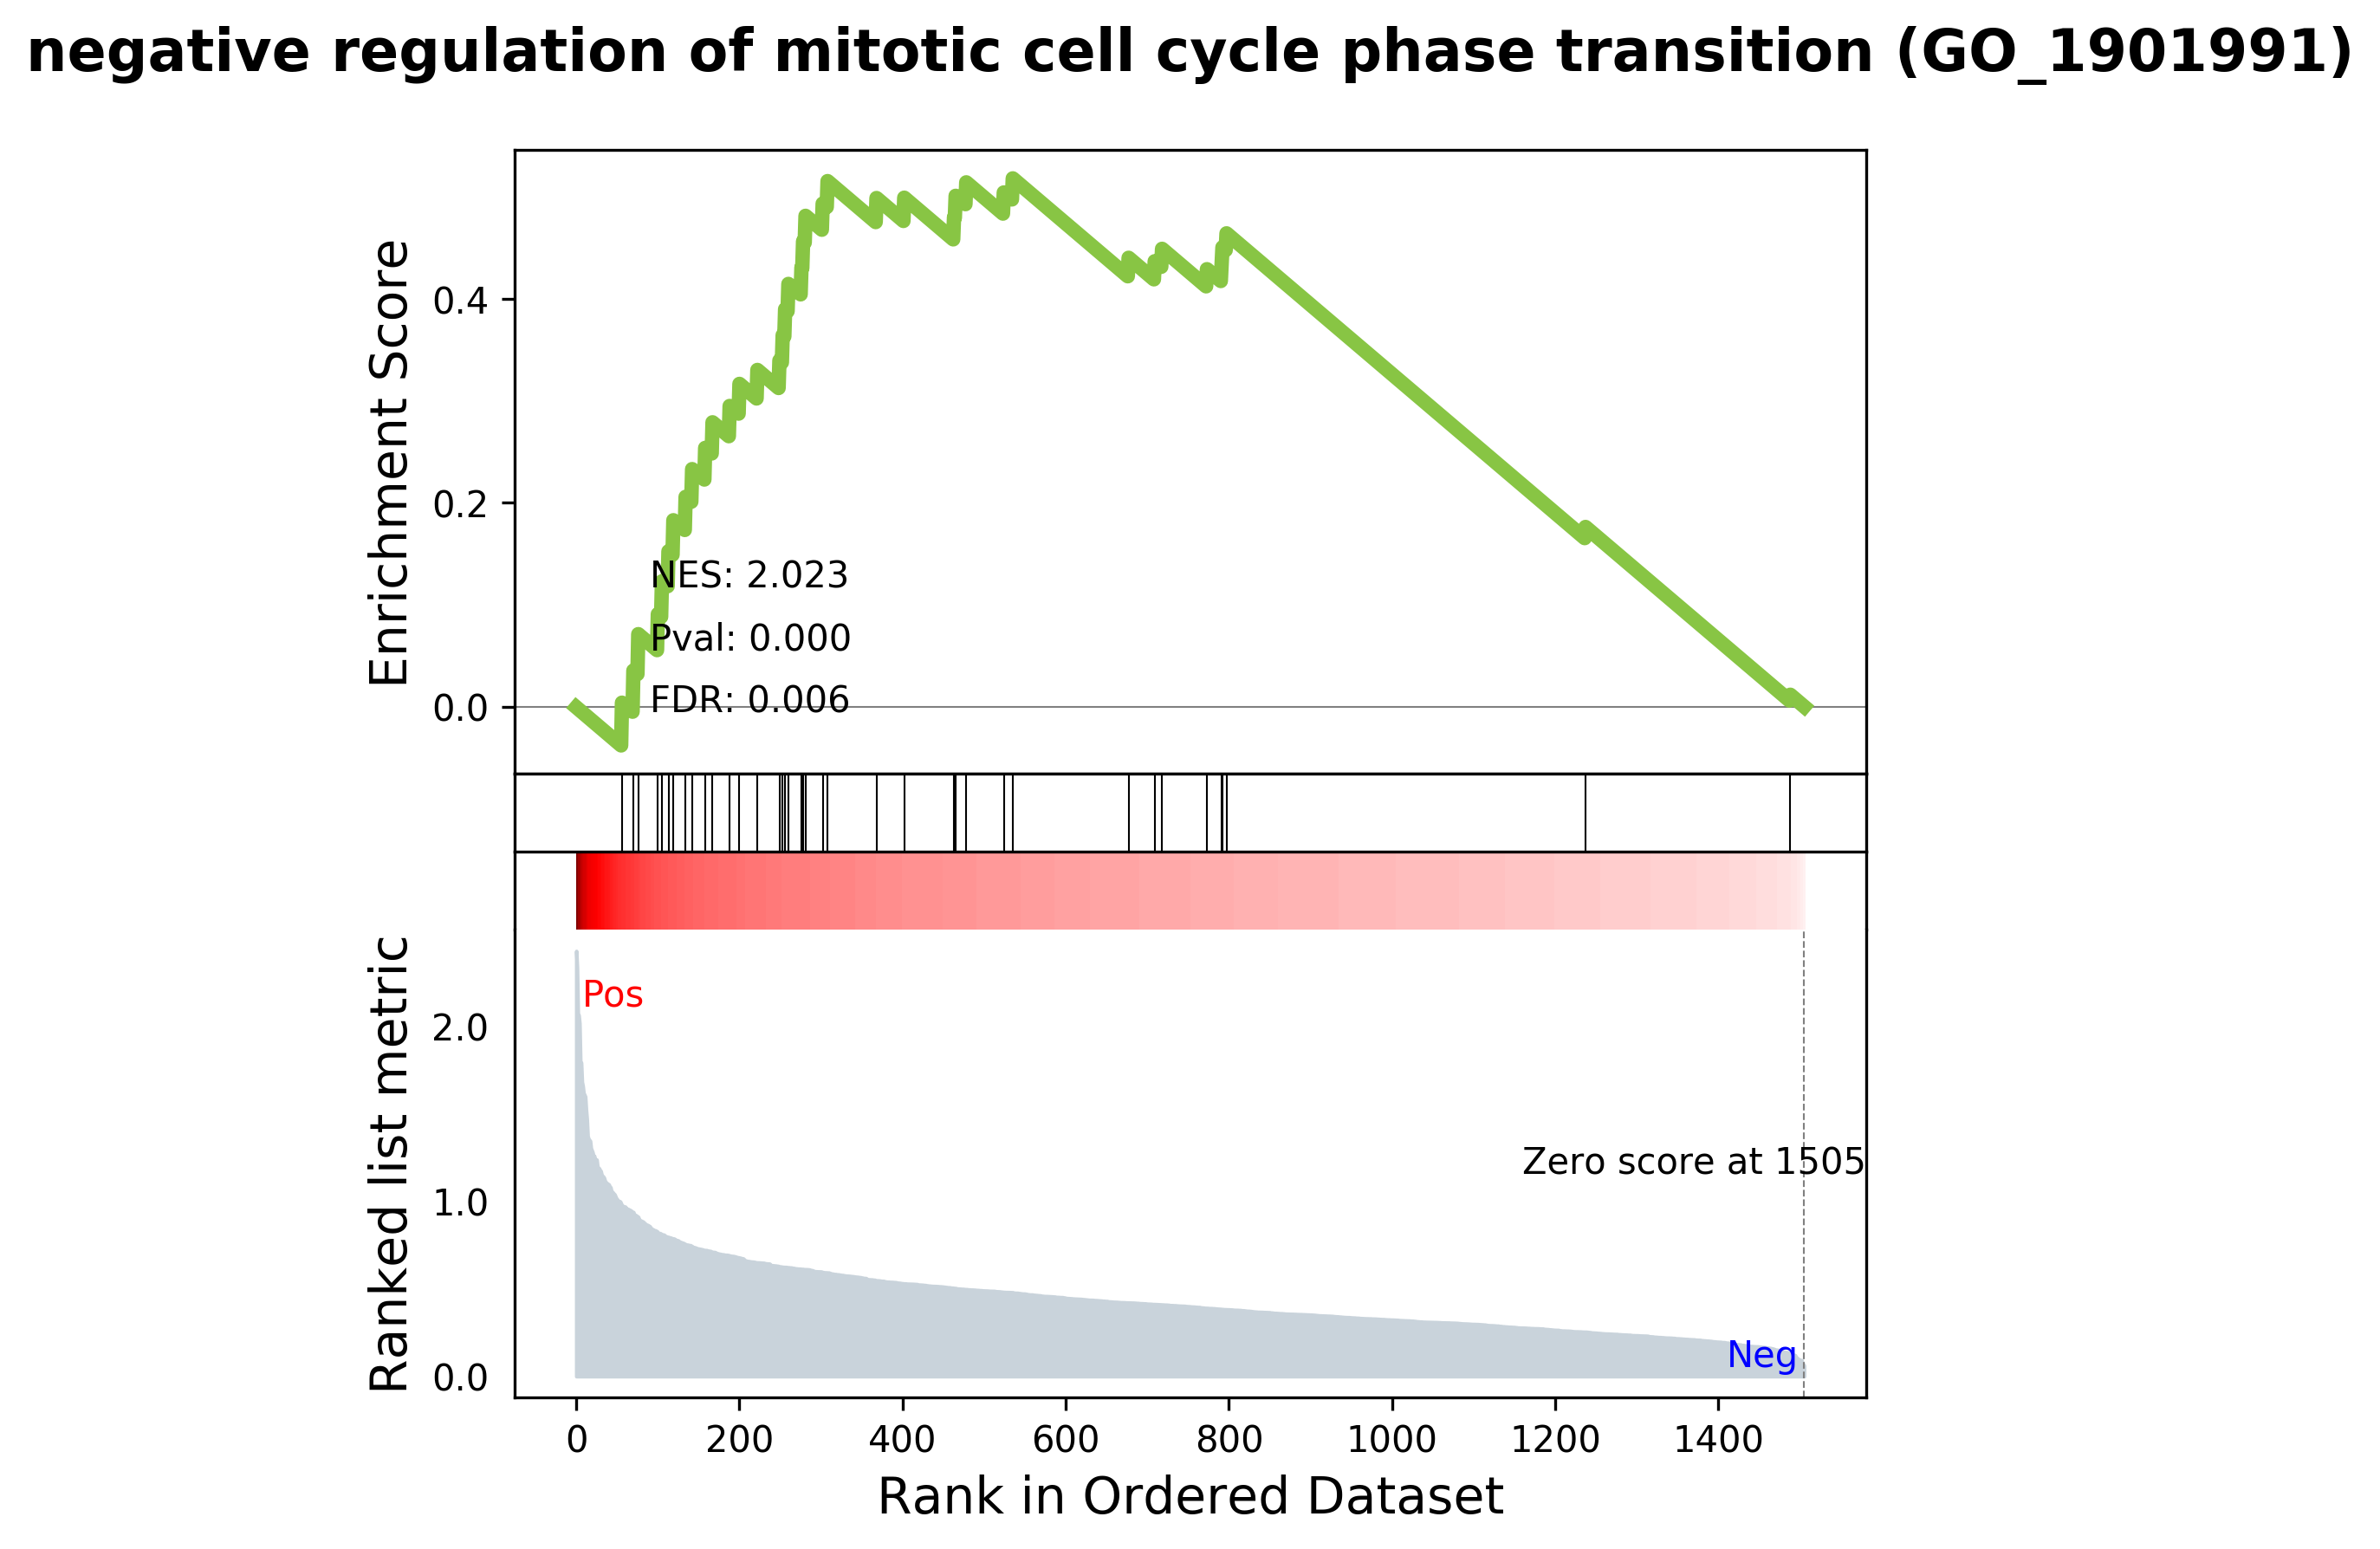 negative regulation of mitotic cell cycle phase transition (GO_1901991)
Enrichment Score
0.4
0.2
0.0
NES: 2.023
Pval: 0.000
FDR: 0.006
Ranked list metric
2.0
1.0
0.0
Pos
Zero score at 1505
Neg
0 200 400 600 800 1000 1200 1400
Rank in Ordered Dataset